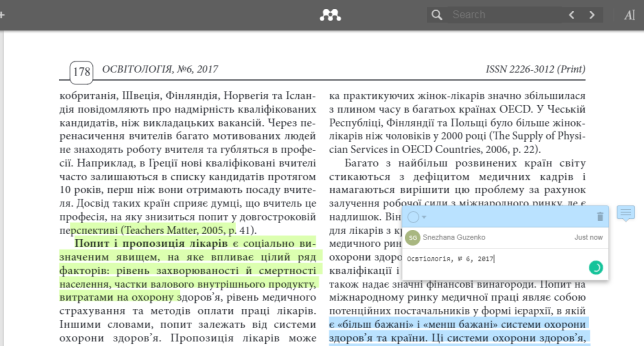 Search
178
ОСВІТОЛОГІЯ, №6, 2017
ISSN 2226-3012 (Print)
кобританія, Швеція, Фінляндія, Норвегія та Іслан-
дія повідомляють про надмірність кваліфікованих
кандидатів, ніж викладацьких вакансій. Через пе-
ренасичення вчителів багато мотивованих людей
не знаходять роботу вчителя та губляться в профе-
сії. Наприклад, в Греції нові кваліфіковані вчителі
часто залишаються в списку кандидатів протягом
10 років, перш ніж вони отримають посаду вчите-
ля. Досвід таких країн сприяє думці, що вчитель це
професія, на яку знизиться попит у довгостроковій
перспективі (Teachers Matter, 2005, p. 41).
Попит і пропозиція лікарів є соціально ви-
значеним явищем, на яке впливає цілий ряд
факторів: рівень захворюваності й смертності
населення, частки валового внутрішнього продукту,
витратами на охорону здоров'я, рівень медичного
страхування та методів оплати праці лікарів.
Іншими словами, попит залежать від системи
охорони здоров'я. Пропозиція лікарів може
ка практикуючих жінок-лікарів значно збільшилася
з плином часу в багатьох країнах OECD. У Чеській
Республіці, Фінляндії та Польщі було більше жінок-
лікарів ніж чоловіків у 2000 році (The Supply of Physi-
cian Services in OECD Countries, 2006, p. 22).
Багато з найбільш розвинених країн світу
стикаються з дефіцитом медичних кадрів і
намагаються вирішити цю проблему за рахунок
залучення робочої сили з міжнародного ринку, де є
надлишок. Він
для лікарів з к
медичного рин
охорони здоро
кваліфікації і
також надає значні фінансові винагороди. Попит на
міжнародному ринку медичної праці являє собою
потенційних постачальників у формі ієрархії, в якій
є «більш бажані» і «менш бажані» системи охорони
здоров'я та країни. Ці системи охорони здоров'я,
SG
Snezhana Guzenko
Just now
Освітологія, № 6, 2017